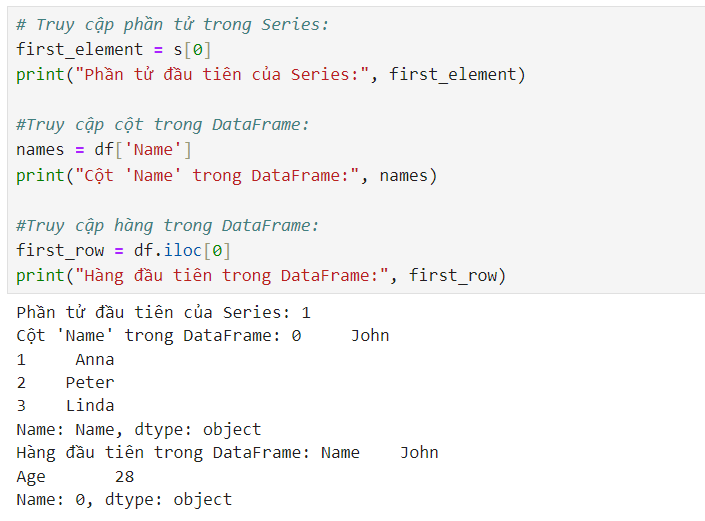 # Truy cập phần tử trong Series:
first_element = s[0]
print("Phần tử đầu tiên của Series:", first_element)
#Truy cập cột trong DataFrame:
names = df['Name']
print("Cột 'Name' trong DataFrame:", names)
#Truy cập hàng trong DataFrame:
first_row = df.iloc[0]
print("Hàng đầu tiên trong DataFrame:", first_row)
Phần tử đầu tiên của Series: 1
Cột 'Name' trong DataFrame: 0     John
1     Anna
2    Peter
3    Linda
Name: Name, dtype: object
Hàng đầu tiên trong DataFrame: Name    John
Age       28
Name: 0, dtype: object